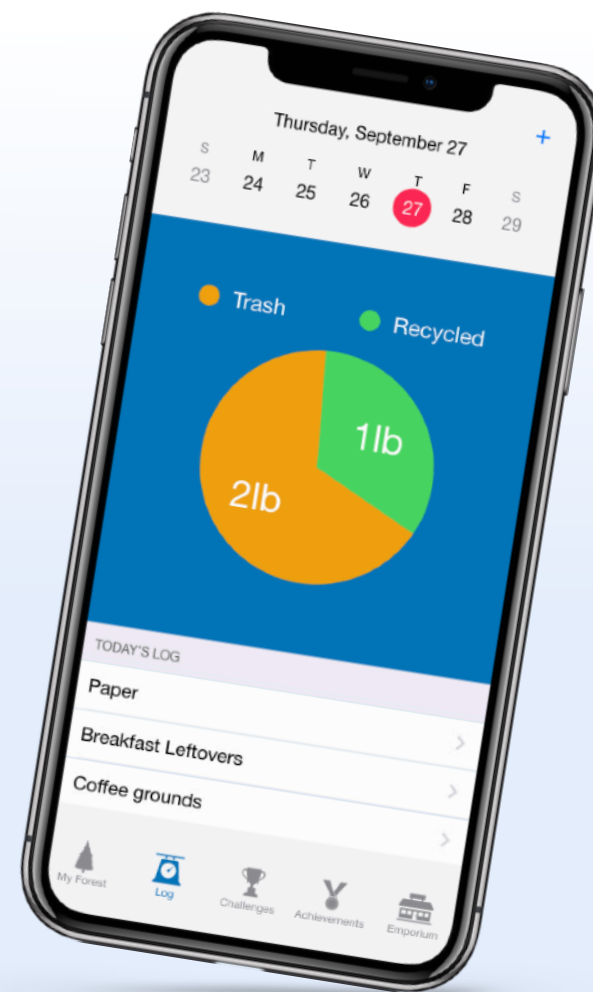 Thursday, September 27
+
S M T W T F S
23 24 25 26 27 28 29
Trash Recycled
1lb
2lb
TODAY'S LOG
Paper
Breakfast Leftovers
Coffee grounds
My Forest Log Challenges Achievements Emporium